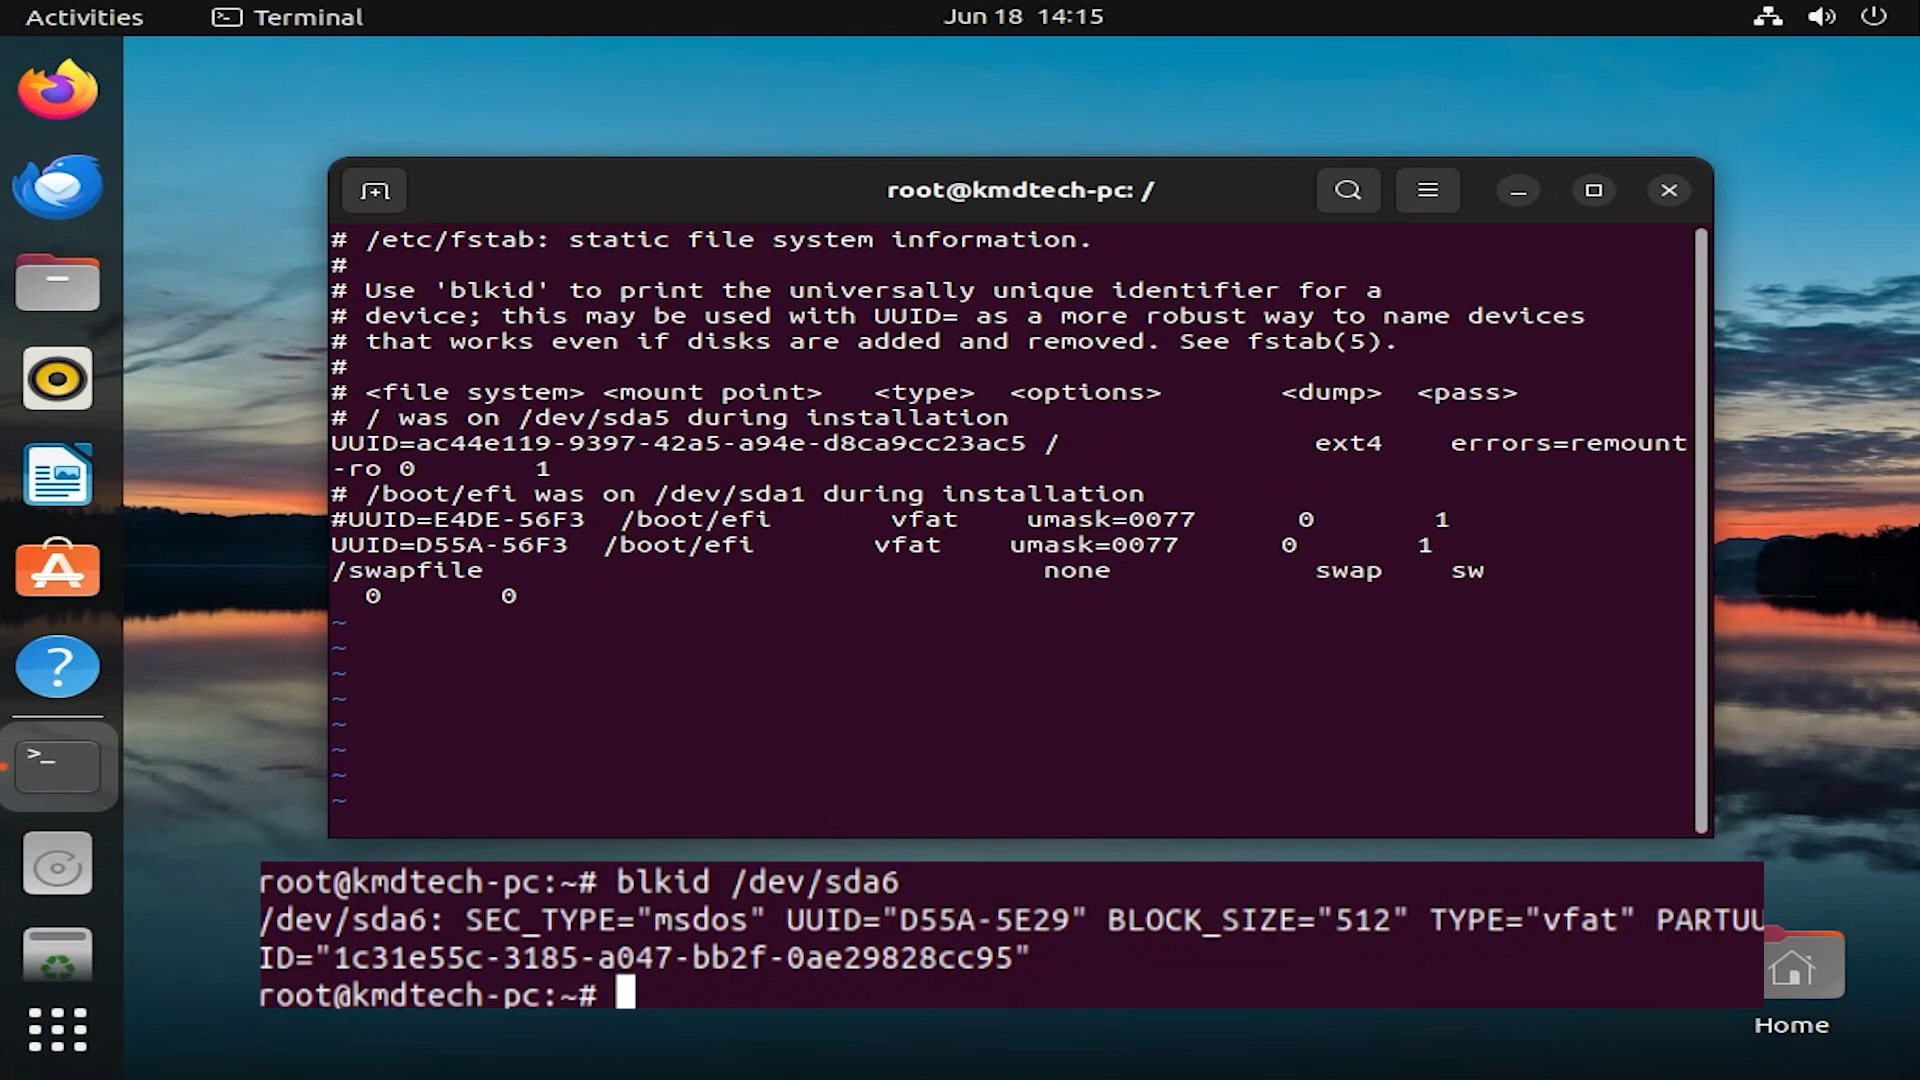 Activities
Terminal
Jun 18 14:15
root@kmdtech-pc: /
# /etc/fstab: static file system information.
#
# Use 'blkid' to print the universally unique identifier for a
# device; this may be used with UUID= as a more robust way to name devices
# that works even if disks are added and removed. See fstab(5).
#
# <file system> <mount point>   <type>  <options>       <dump>  <pass>
# / was on /dev/sda5 during installation
UUID=ac44e119-9397-42a5-a94e-d8ca9cc23ac5 /               ext4    errors=remount
-ro 0       1
# /boot/efi was on /dev/sda1 during installation
#UUID=E4DE-56F3  /boot/efi       vfat    umask=0077      0       1
UUID=D55A-56F3  /boot/efi       vfat    umask=0077      0       1
/swapfile                                 none            swap    sw
  0       0
~
~
~
~
~
~
~
~
root@kmdtech-pc:~# blkid /dev/sda6
/dev/sda6: SEC_TYPE="msdos" UUID="D55A-5E29" BLOCK_SIZE="512" TYPE="vfat" PARTUU
ID="1c31e55c-3185-a047-bb2f-0ae29828cc95"
root@kmdtech-pc:~#
Home